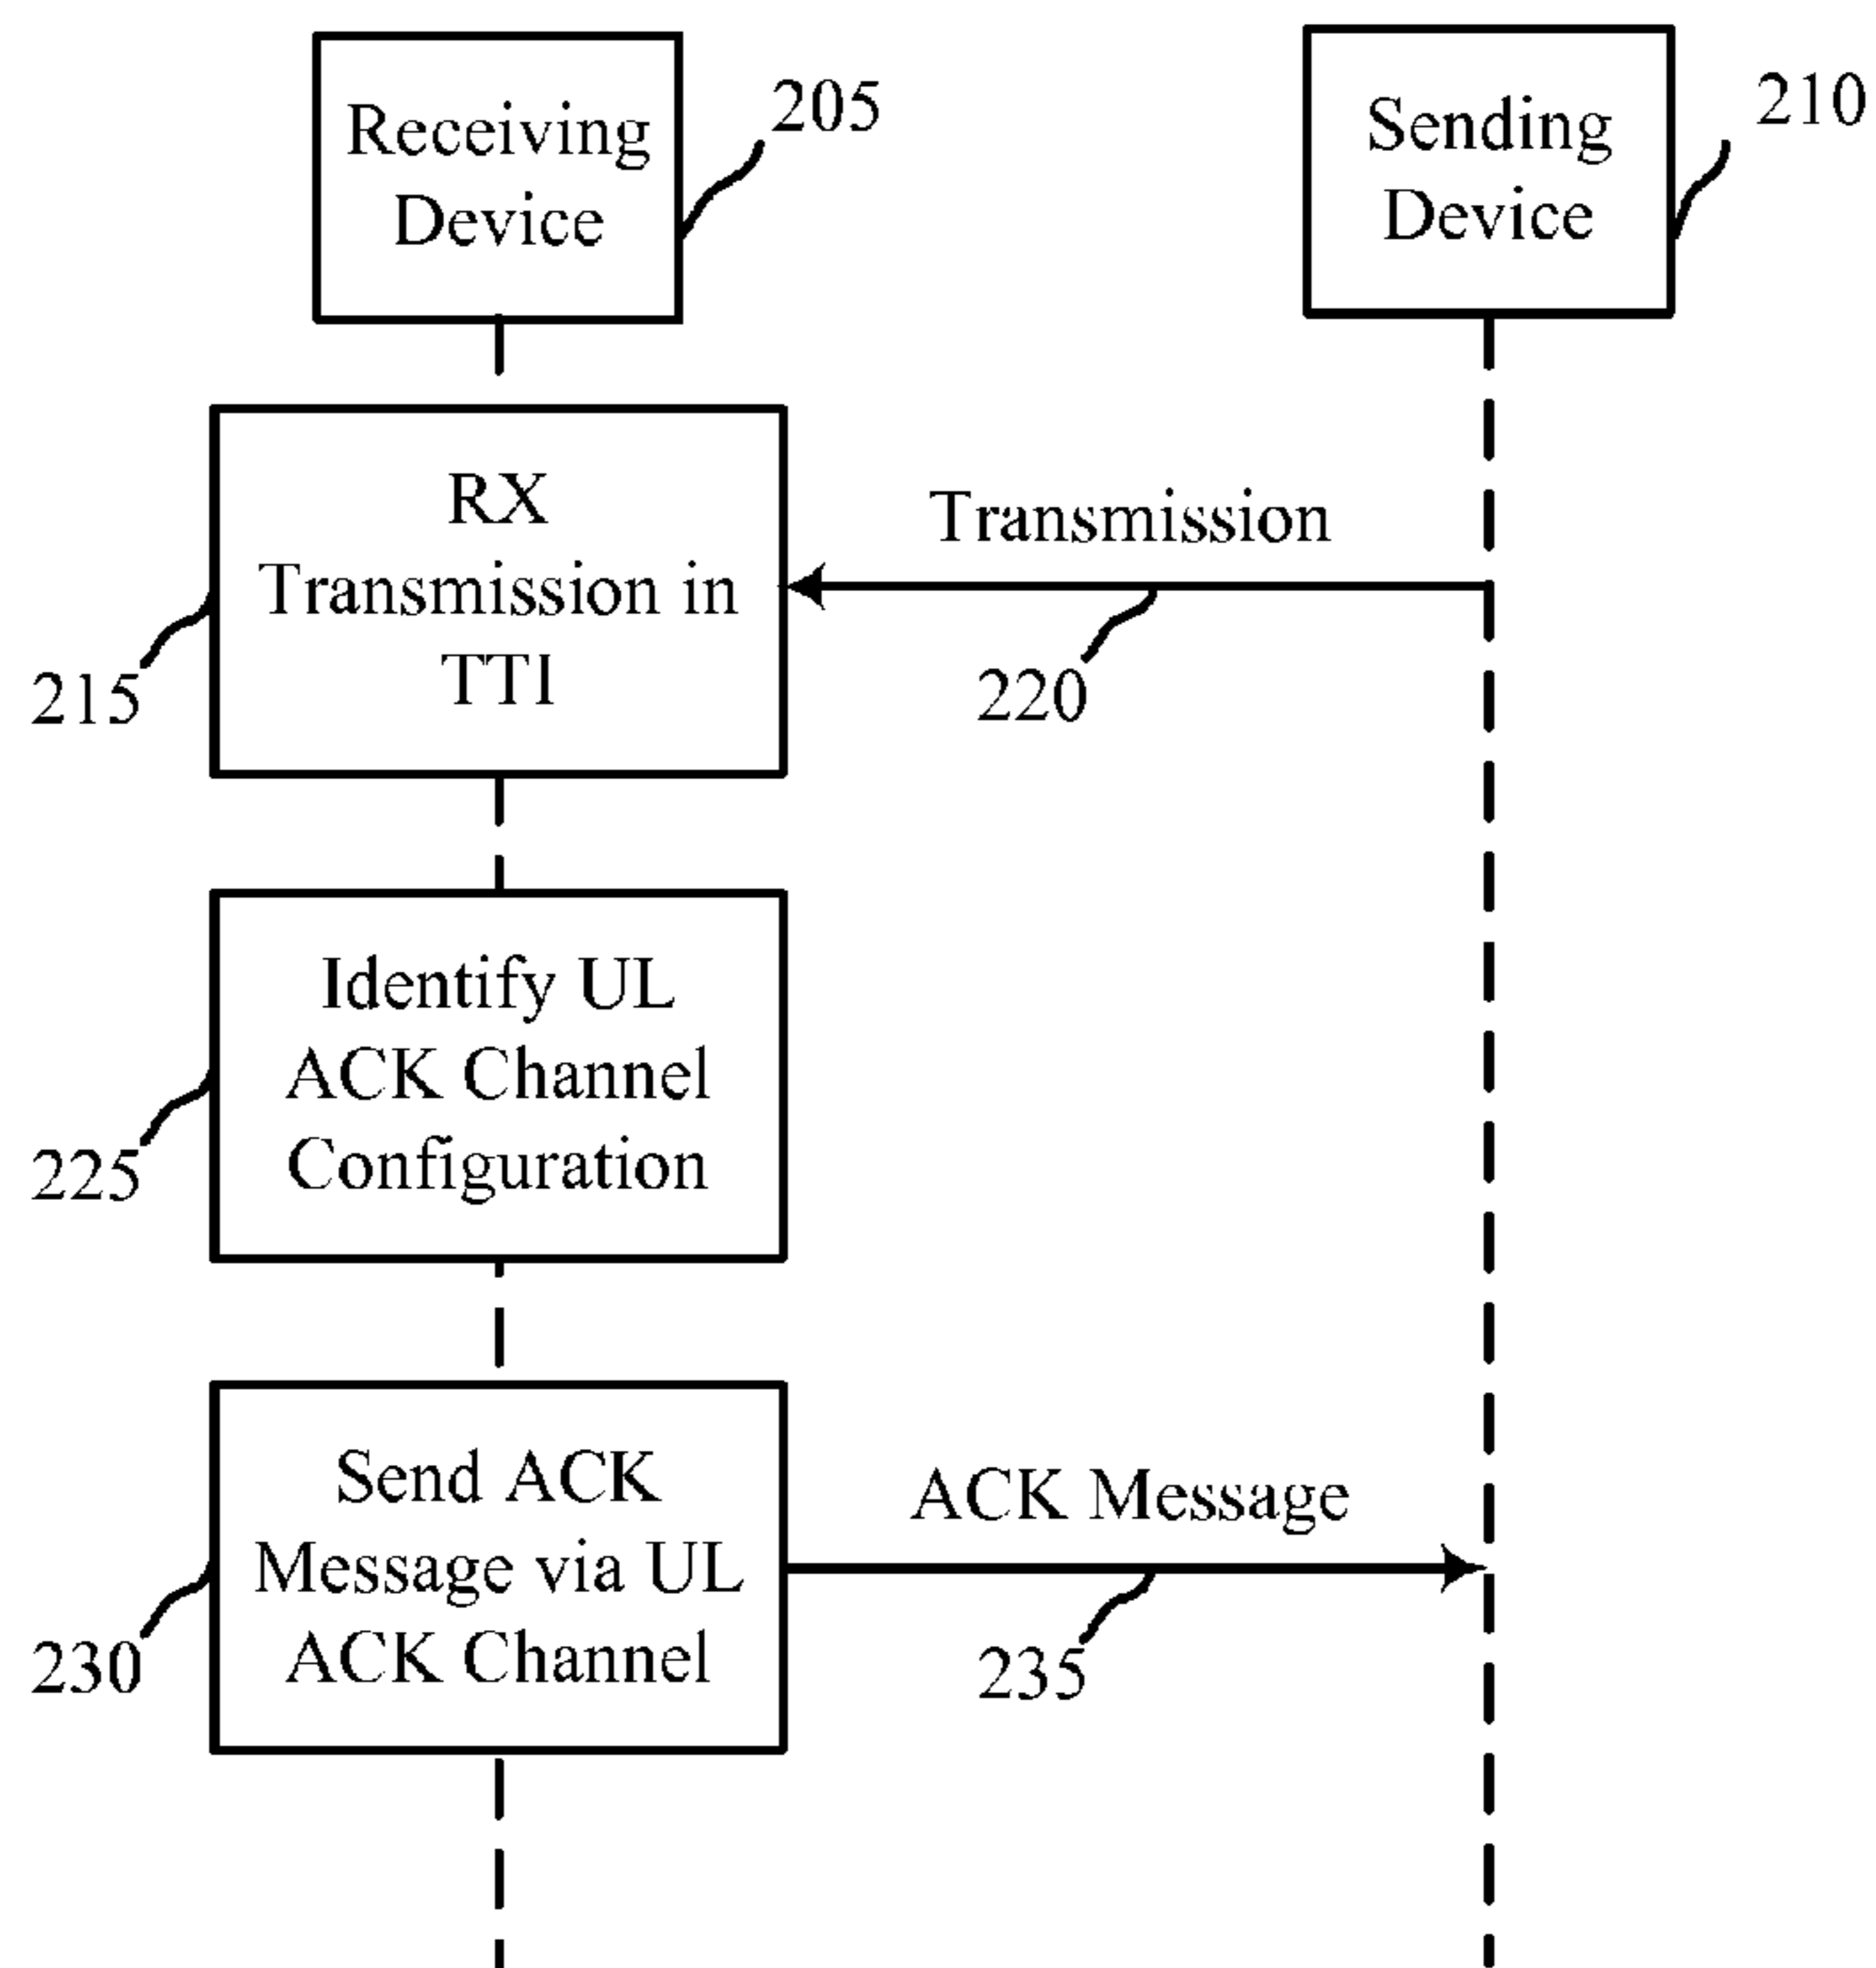 Receiving
Device
205
Sending
Device
210
RX
Transmission in
TTI
215
Transmission
220
Identify UL
ACK Channel
Configuration
225
Send ACK
Message via UL
ACK Channel
230
ACK Message
235